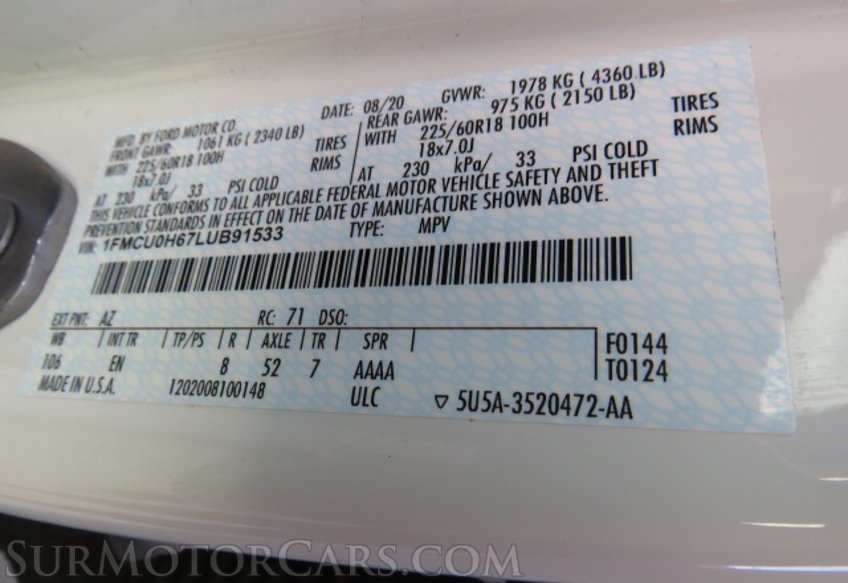 MFD. BY FORD MOTOR CO. DATE: 08/20 GVWR: 1978 KG ( 4360 LB)
FRONT GAWR: 1061 KG ( 2340 LB) REAR GAWR: 975 KG ( 2150 LB)
WITH 225/60R18 100H TIRES WITH 225/60R18 100H TIRES
18x7.0J RIMS 18x7.0J RIMS
AT 230 kPa/ 33 PSI COLD AT 230 kPa/ 33 PSI COLD
THIS VEHICLE CONFORMS TO ALL APPLICABLE FEDERAL MOTOR VEHICLE SAFETY AND THEFT
PREVENTION STANDARDS IN EFFECT ON THE DATE OF MANUFACTURE SHOWN ABOVE.
VIN: 1FMCU0H67LUB91533 TYPE: MPV
EXT PNT: AZ RC: 71 DSO:
WB INT TR TP/PS R AXLE TR SPR F0144
106 EN 8 52 7 AAAA T0124
MADE IN U.S.A. 1202008100148 ULC ▽ 5U5A-3520472-AA
SURMOTORCARS.COM